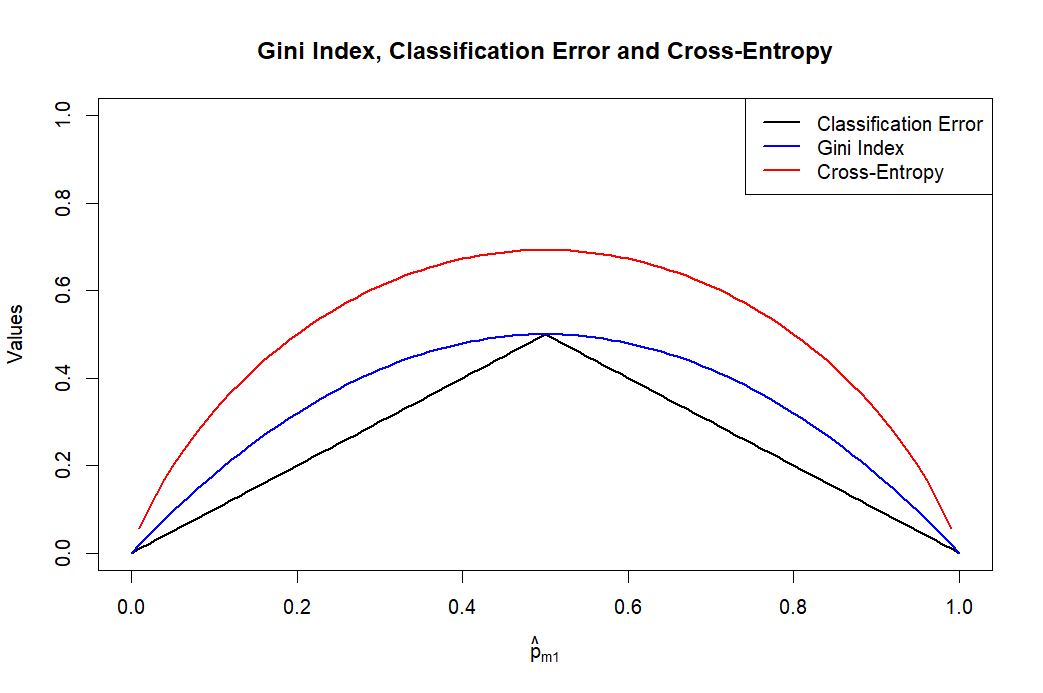 Gini Index, Classification Error and Cross-Entropy
Classification Error
Gini Index
Cross-Entropy
Values
1.0
0.8
0.6
0.4
0.2
0.0
0.0 0.2 0.4 0.6 0.8 1.0
p̂m1